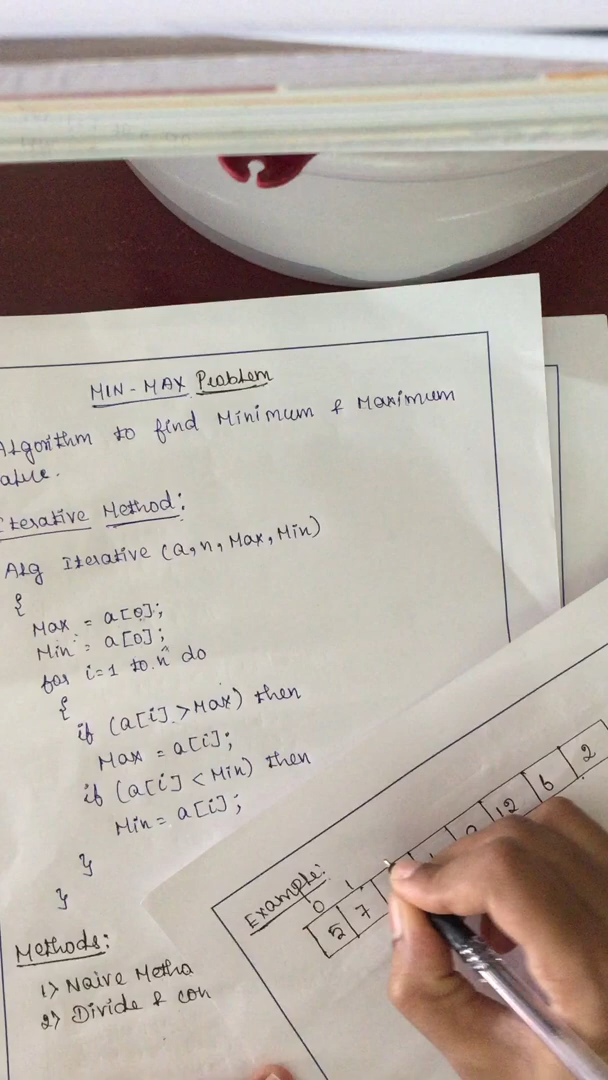 MIN-MAX Problem
Algorithm to find Minimum & Maximum
value.
Iterative Method:
Alg Iterative (a, n, Max, Min)
{
Max = a[0];
Min = a[0];
for i=1 to n do
{
if (a[i] > Max) then
Max = a[i];
if (a[i] < Min) then
Min = a[i];
}
}
Methods:
1) Naive Metho
2) Divide & con
Example:
0 1
5 7 12 6 2